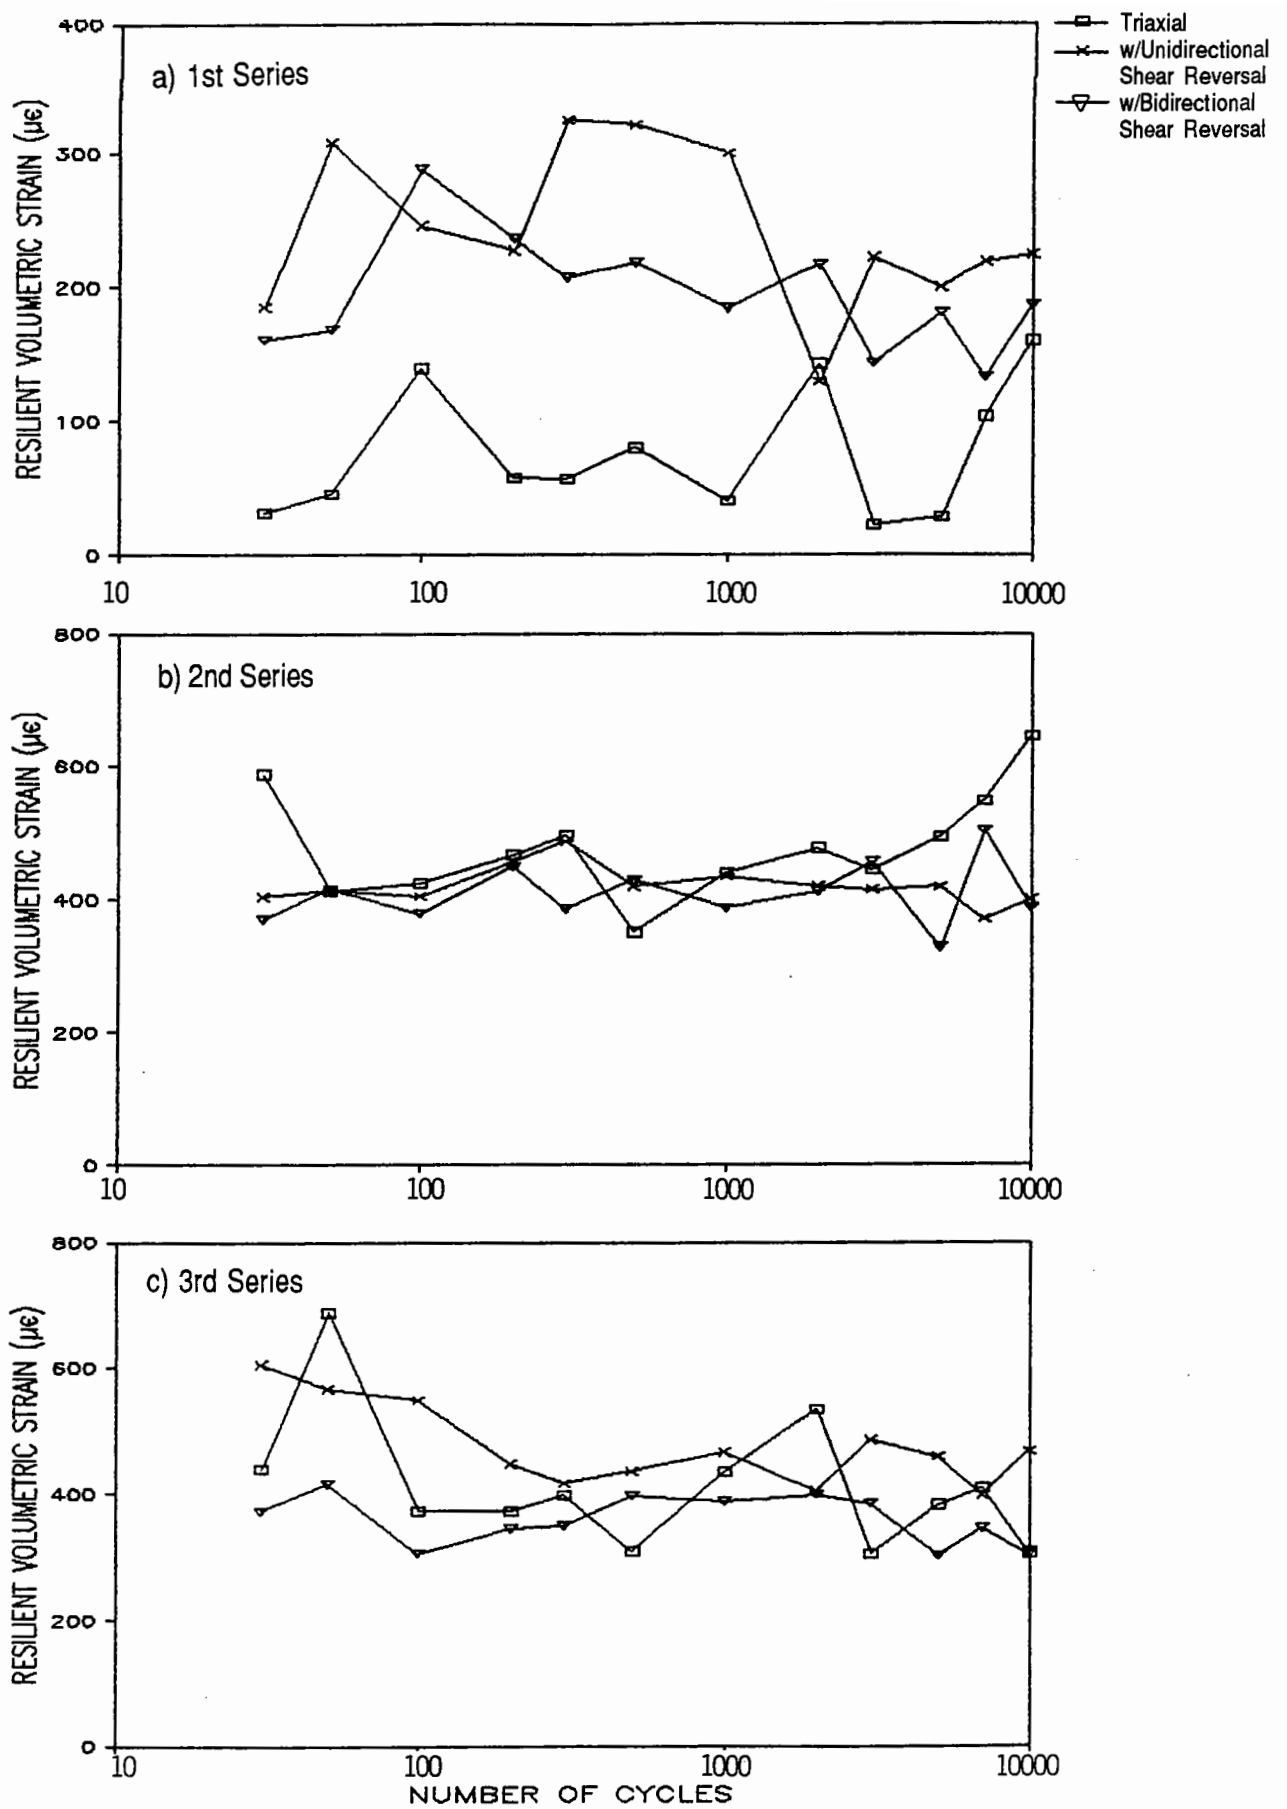 400
a) 1st Series
300
200
100
0
RESILIENT VOLUMETRIC STRAIN (µϵ)
10 100 1000 10000
Triaxial
w/Unidirectional
Shear Reversal
w/Bidirectional
Shear Reversal
800
b) 2nd Series
600
400
200
0
RESILIENT VOLUMETRIC STRAIN (µϵ)
10 100 1000 10000
800
c) 3rd Series
600
400
200
0
RESILIENT VOLUMETRIC STRAIN (µϵ)
10 100 1000 10000
NUMBER OF CYCLES